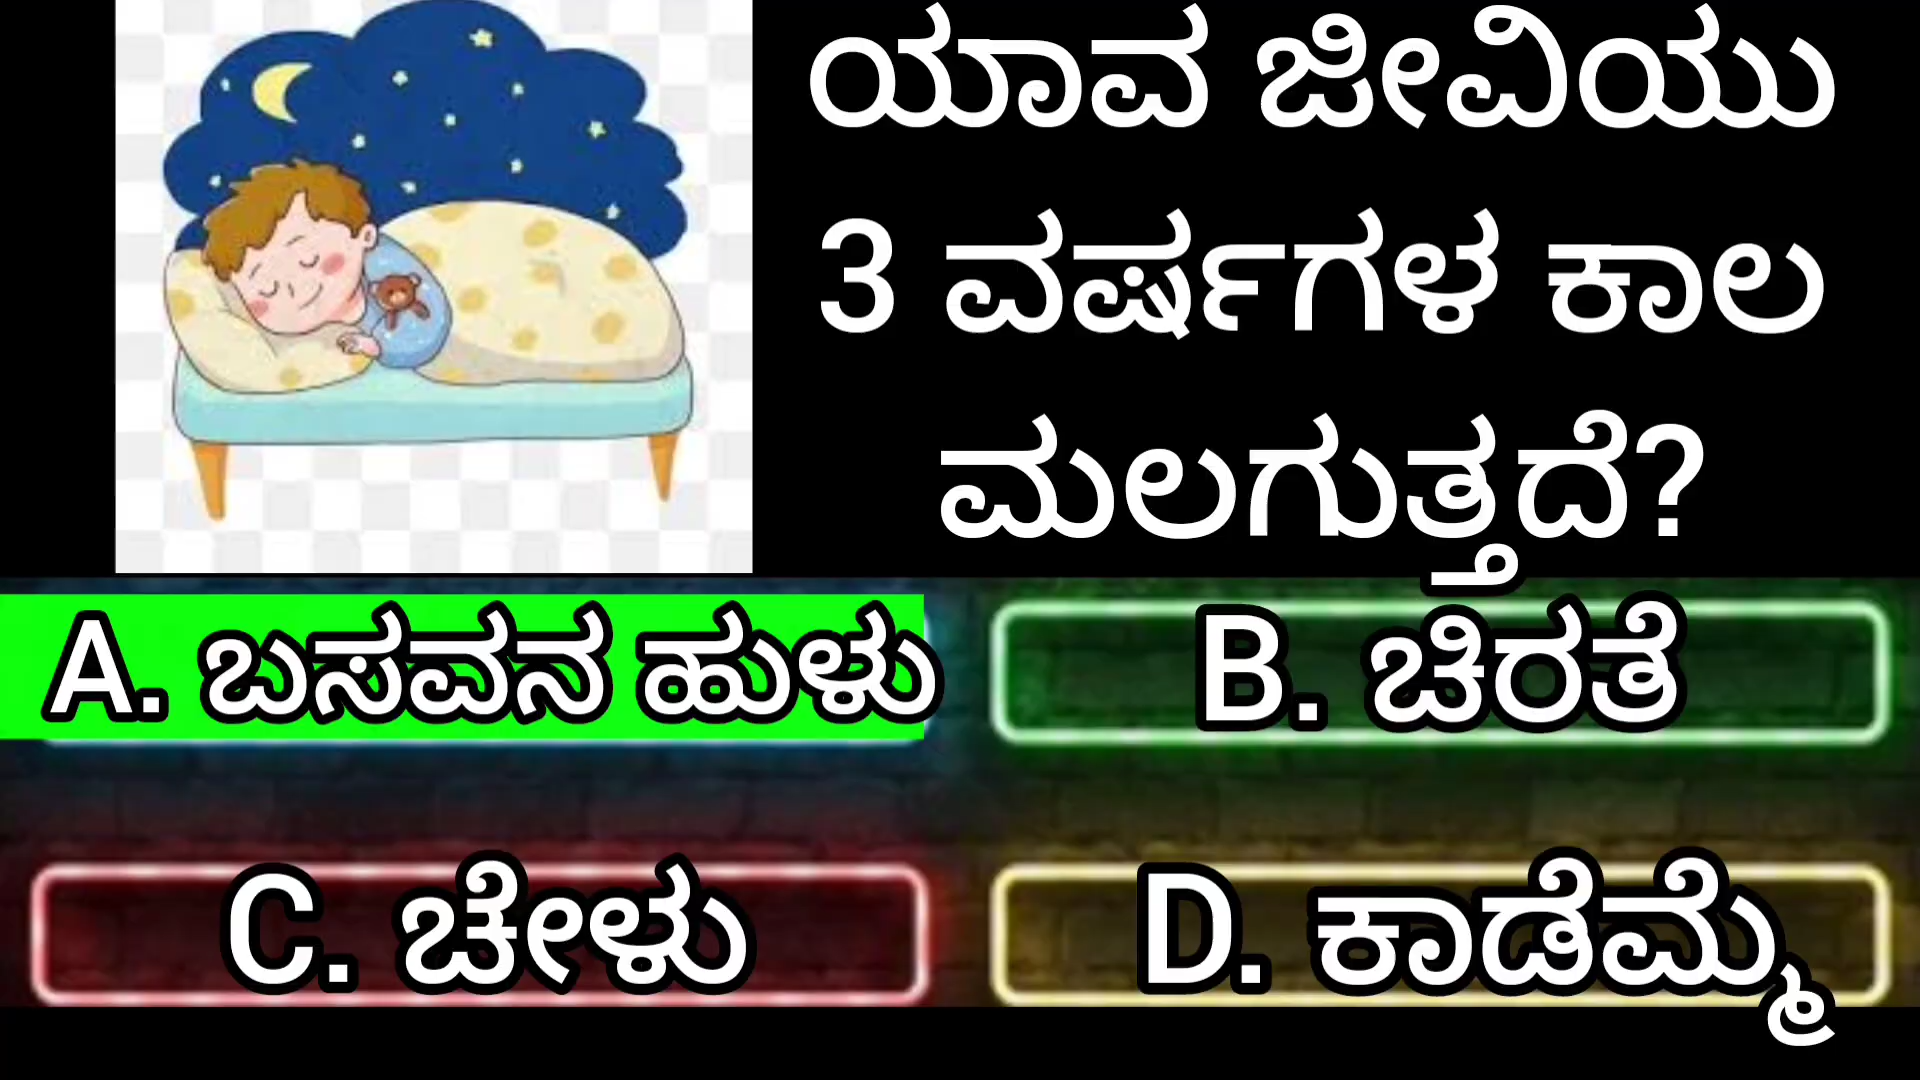 ಯಾವ ಜೀವಿಯು
3 ವರ್ಷಗಳ ಕಾಲ
ಮಲಗುತ್ತದೆ?
A. ಬಸವನ ಹುಳು
B. ಚಿರತೆ
C. ಚೇಳು
D. ಕಾಡೆಮ್ಮೆ